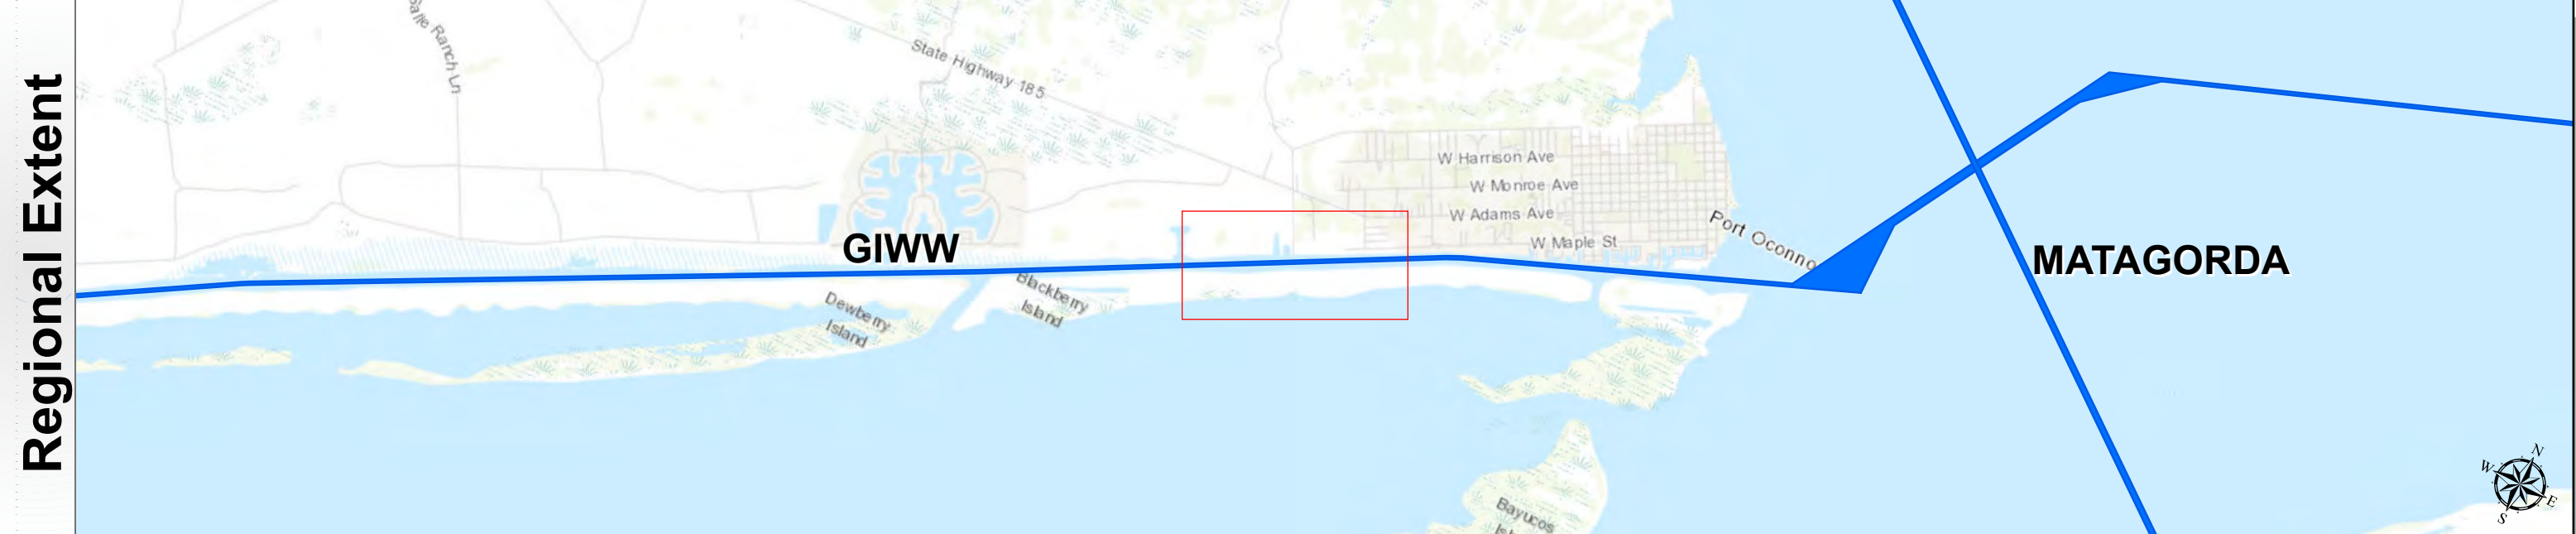 Regional Extent
Ranch Ln
State Highway 185
W Harrison Ave
W Monroe Ave
W Adams Ave
W Maple St
Port Oconno
GIWW
MATAGORDA
Dewberry
Island
Blackberry
Island
Bayucos
N
W
E
S